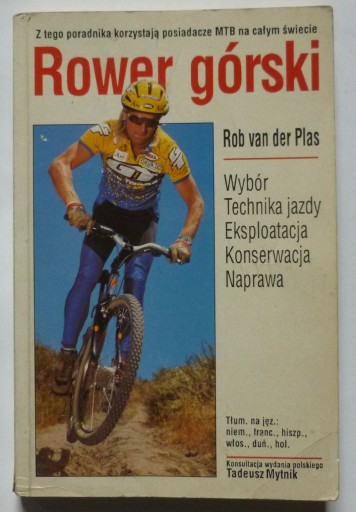 Z tego poradnika korzystają posiadacze MTB na całym świecie
Rower górski
Rob van der Plas
Wybór
Technika jazdy
Eksploatacja
Konserwacja
Naprawa
GT
Tłum. na jęz.:
niem., franc., hiszp.,
włos., duń., hol.
Konsultacja wydania polskiego
Tadeusz Mytnik